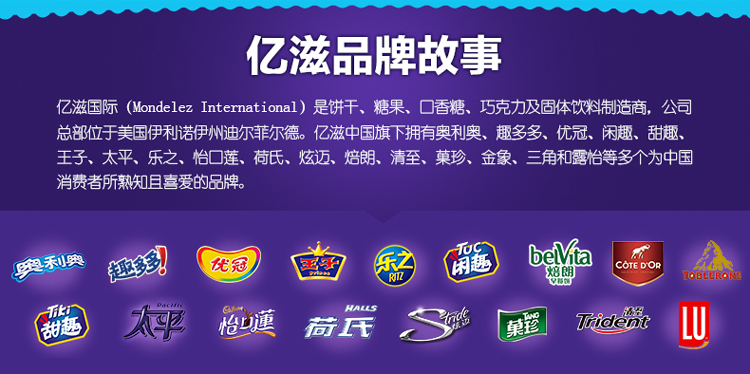 亿滋品牌故事
亿滋国际（Mondelez International）是饼干、糖果、口香糖、巧克力及固体饮料制造商，公司
总部位于美国伊利诺伊州迪尔菲尔德。亿滋中国旗下拥有奥利奥、趣多多、优冠、闲趣、甜趣、
王子、太平、乐之、怡口莲、荷氏、炫迈、焙朗、清至、菓珍、金象、三角和露怡等多个为中国
消费者所熟知且喜爱的品牌。
奥利奥
趣多多!
优冠
王子
Prince
乐之
RITZ
TUC
闲趣
belVita
焙朗
早餐饼
CÔTE D'OR
TOBLERONE
Tiki
甜趣
Pacific
太平
Cadbury
怡口莲
HALLS
荷氏
Stride
炫迈
TANG
菓珍
清至
Trident
LU